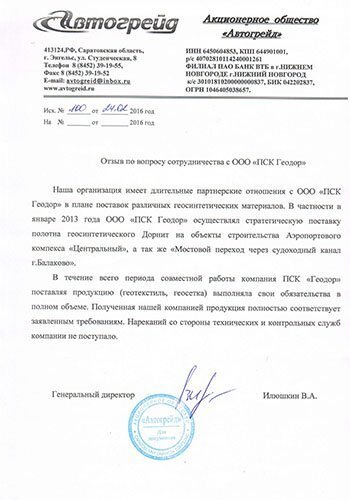 Автогрейд
Акционерное общество
«Автогрейд»
413124,РФ, Саратовская область,
г. Энгельс, ул. Студенческая, 8
Телефон 8 (8452) 39-19-55,
Факс 8 (8452) 39-19-52
E-mail: avtogreid@inbox.ru
www.avtogreid.ru
ИНН 6450604853, КПП 644901001,
р/с 40702810114240001261
ФИЛИАЛ ПАО БАНК ВТБ в г.НИЖНЕМ
НОВГОРОДЕ г.НИЖНИЙ НОВГОРОД
к/с 30101810200000000837, БИК 042202837,
ОГРН 1046405038657.
Исх. № 100 от 24.02 2016 год
На № от 2016 год
Отзыв по вопросу сотрудничества с ООО «ПСК Геодор»
Наша организация имеет длительные партнерские отношения с ООО «ПСК
Геодор» в плане поставок различных геосинтетических материалов. В частности в
январе 2013 года ООО «ПСК Геодор» осуществлял стратегическую поставку
полотна геосинтетического Дорнит на объекты строительства Аэропортового
комплекса «Центральный», а так же «Мостовой переход через судоходный канал
г.Балаково».
В течение всего периода совместной работы компания ПСК «Геодор»
поставляя продукцию (геотекстиль, геосетка) выполняла свои обязательства в
полном объеме. Полученная нашей компанией продукция полностью соответствует
заявленным требованиям. Нареканий со стороны технических и контрольных служб
компании не поступало.
Генеральный директор Илюшкин В.А.
«Автогрейд»
Для
документов